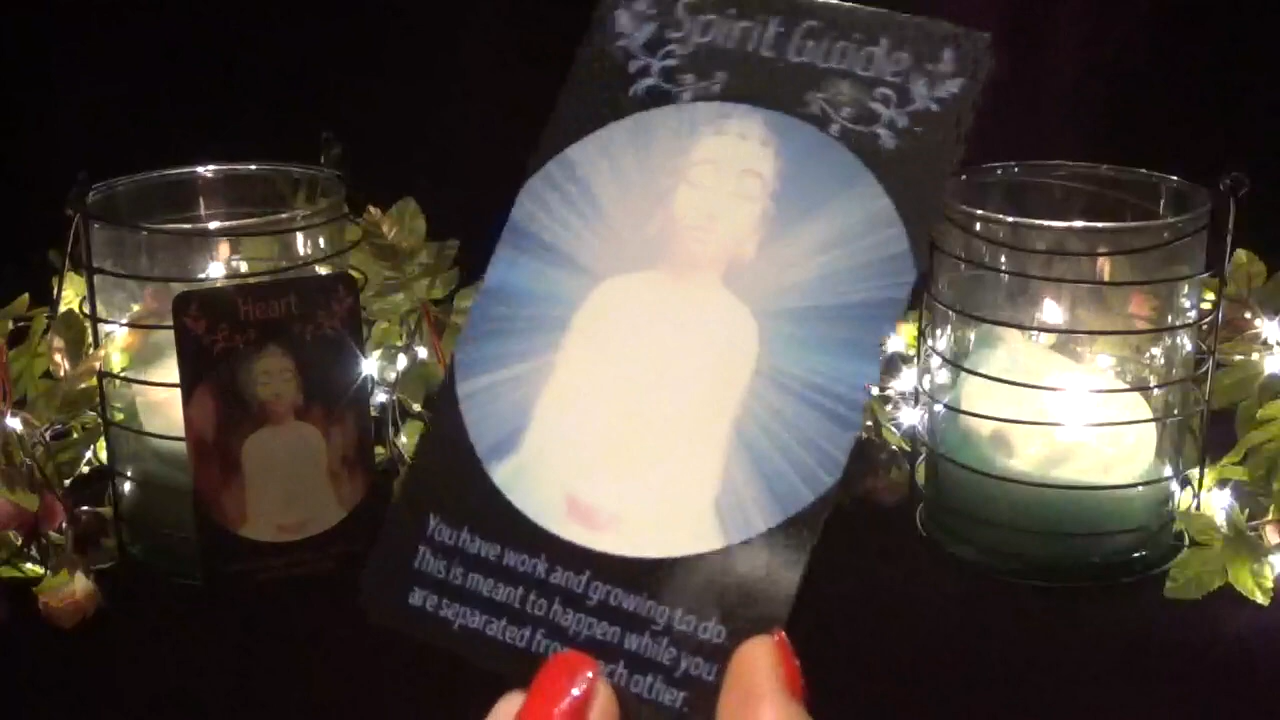 Spirit Guide
Heart
You have work and growing to do.
This is meant to happen while you
are separated from each other.